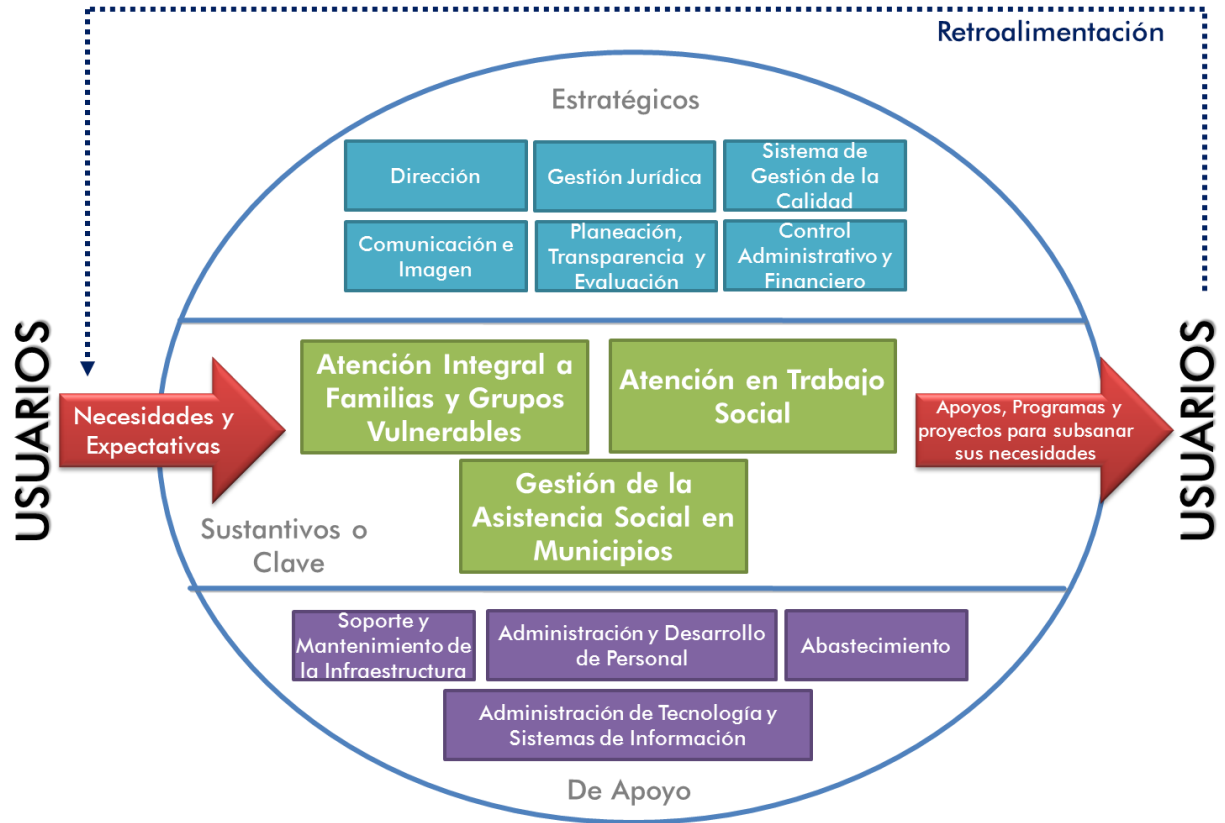 Retroalimentación
Estratégicos
Dirección
Gestión Jurídica
Sistema de
Gestión de la
Calidad
Comunicación e
Imagen
Planeación,
Transparencia y
Evaluación
Control
Administrativo y
Financiero
USUARIOS
Necesidades y
Expectativas
Atención Integral a
Familias y Grupos
Vulnerables
Atención en Trabajo
Social
Gestión de la
Asistencia Social en
Municipios
Apoyos, Programas y
proyectos para subsanar
sus necesidades
USUARIOS
Sustantivos o
Clave
Soporte y
Mantenimiento de
la Infraestructura
Administración y Desarrollo
de Personal
Abastecimiento
Administración de Tecnología y
Sistemas de Información
De Apoyo